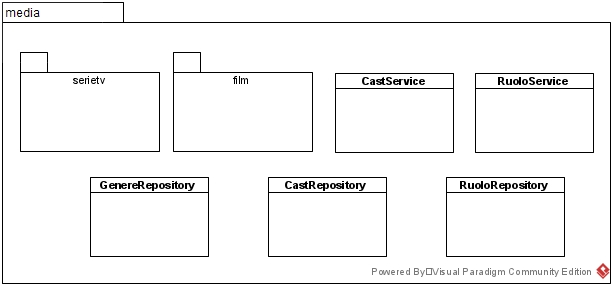 media
serietv
film
CastService
RuoloService
GenereRepository
CastRepository
RuoloRepository
Powered By□Visual Paradigm Community Edition